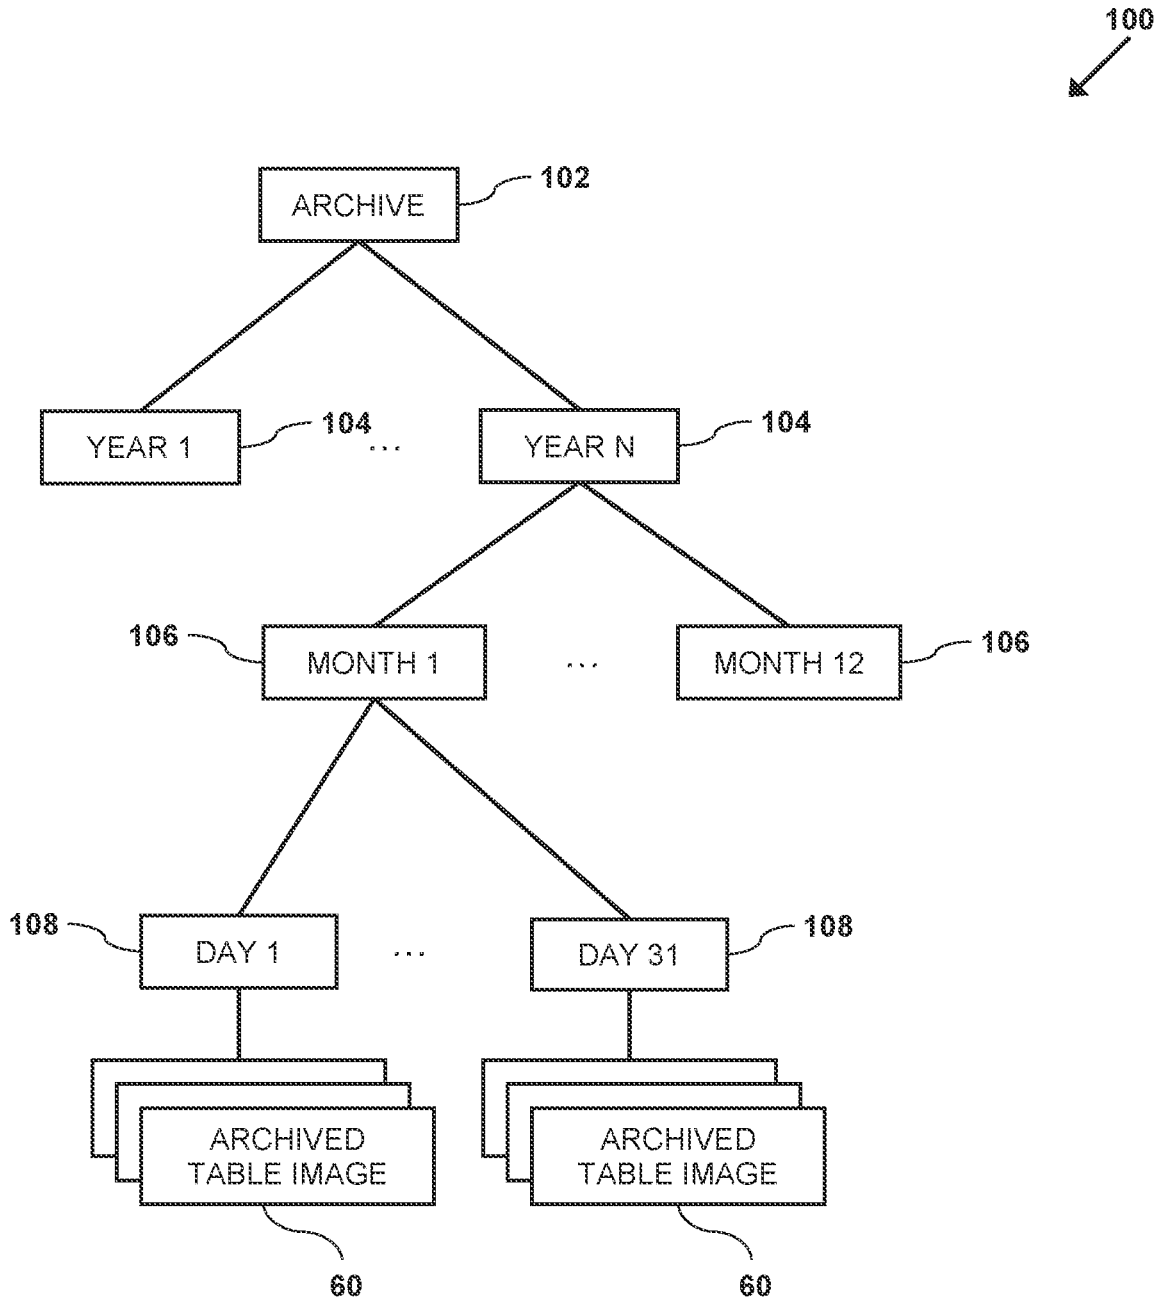 100
ARCHIVE
102
YEAR 1
104
...
YEAR N
104
106
MONTH 1
...
MONTH 12
106
108
DAY 1
...
DAY 31
108
ARCHIVED
TABLE IMAGE
ARCHIVED
TABLE IMAGE
60
60